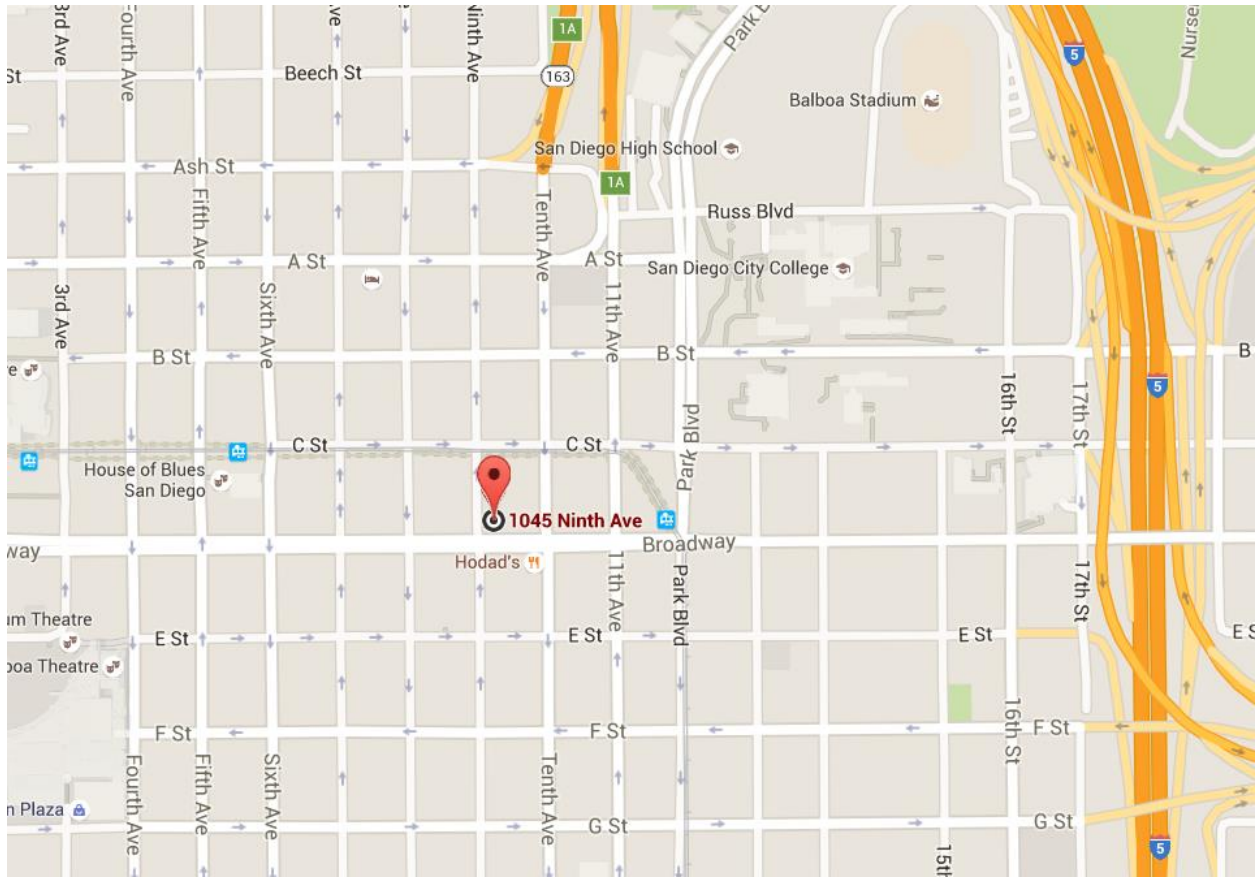 3rd Ave
Fourth Ave
Ninth Ave
1A
Park B
5
Nurse
St
Beech St
163
Balboa Stadium
San Diego High School
Ash St
1A
Fifth Ave
Tenth Ave
Russ Blvd
A St
A St
San Diego City College
3rd Ave
Sixth Ave
11th Ave
B St
B St
B
5
16th St
17th St
Park Blvd
C St
C St
House of Blues
San Diego
1045 Ninth Ave
way
Broadway
Hodad's
11th Ave
Park Blvd
17th St
um Theatre
E St
E St
E St
E S
boa Theatre
F St
F St
F St
16th St
Fourth Ave
Fifth Ave
Sixth Ave
Tenth Ave
n Plaza
G St
G St
15th
5